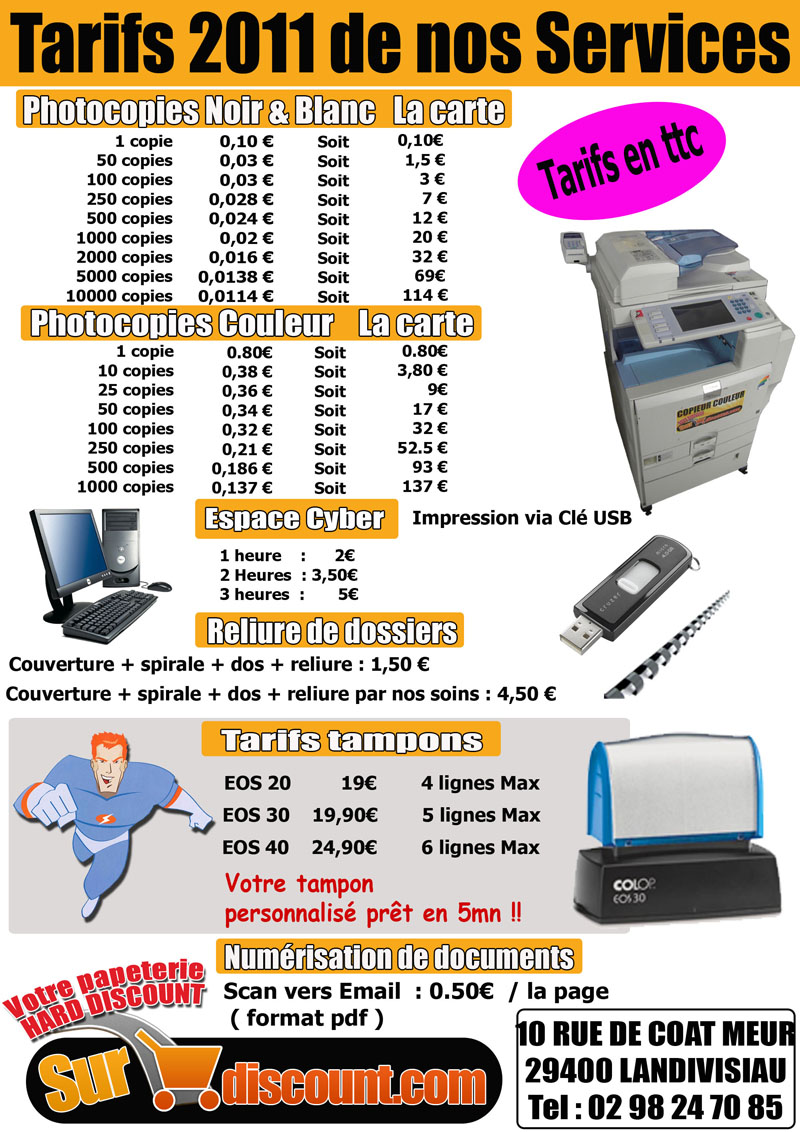 Tarifs 2011 de nos Services
Photocopies Noir & Blanc La carte
Tarifs en ttc
1 copie 0,10 € Soit 0,10€
50 copies 0,03 € Soit 1,5 €
100 copies 0,03 € Soit 3 €
250 copies 0,028 € Soit 7 €
500 copies 0,024 € Soit 12 €
1000 copies 0,02 € Soit 20 €
2000 copies 0,016 € Soit 32 €
5000 copies 0,0138 € Soit 69€
10000 copies 0,0114 € Soit 114 €
Photocopies Couleur La carte
1 copie 0.80€ Soit 0.80€
10 copies 0,38 € Soit 3,80 €
25 copies 0,36 € Soit 9€
50 copies 0,34 € Soit 17 €
100 copies 0,32 € Soit 32 €
250 copies 0,21 € Soit 52.5 €
500 copies 0,186 € Soit 93 €
1000 copies 0,137 € Soit 137 €
COPIEUR COULEUR
Espace Cyber Impression via Clé USB
1 heure : 2€
2 Heures : 3,50€
3 heures : 5€
cruzer
Reliure de dossiers
Couverture + spirale + dos + reliure : 1,50 €
Couverture + spirale + dos + reliure par nos soins : 4,50 €
Tarifs tampons
EOS 20 19€ 4 lignes Max
EOS 30 19,90€ 5 lignes Max
EOS 40 24,90€ 6 lignes Max
Votre tampon
personnalisé prêt en 5mn !!
COLOP
EOS 30
Numérisation de documents
Scan vers Email : 0.50€ / la page
( format pdf )
Votre papeterie
HARD DISCOUNT
Sur discount.com
10 RUE DE COAT MEUR
29400 LANDIVISIAU
Tel : 02 98 24 70 85